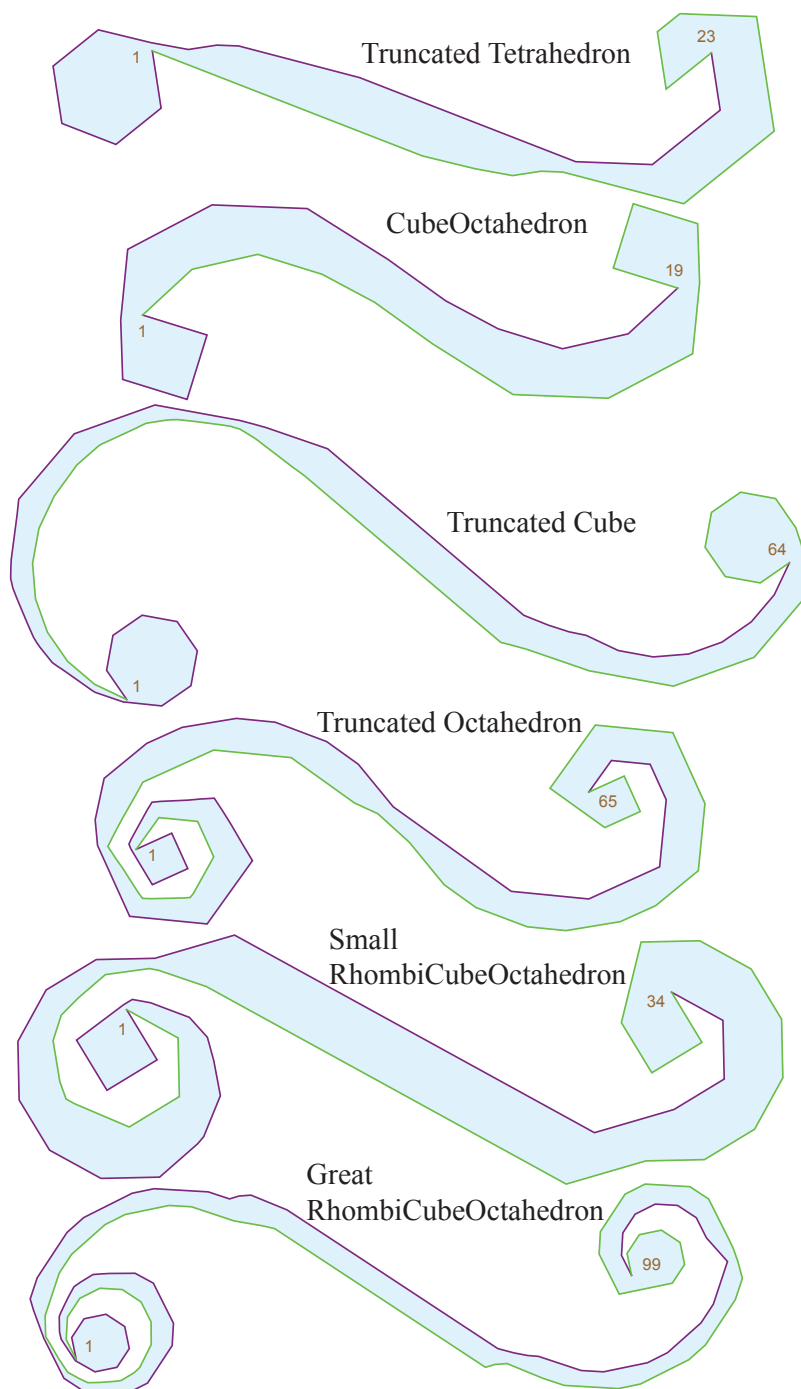 1
23
Truncated Tetrahedron
CubeOctahedron
19
1
Truncated Cube
64
1
Truncated Octahedron
65
1
Small
RhombiCubeOctahedron
34
1
Great
RhombiCubeOctahedron
99
1